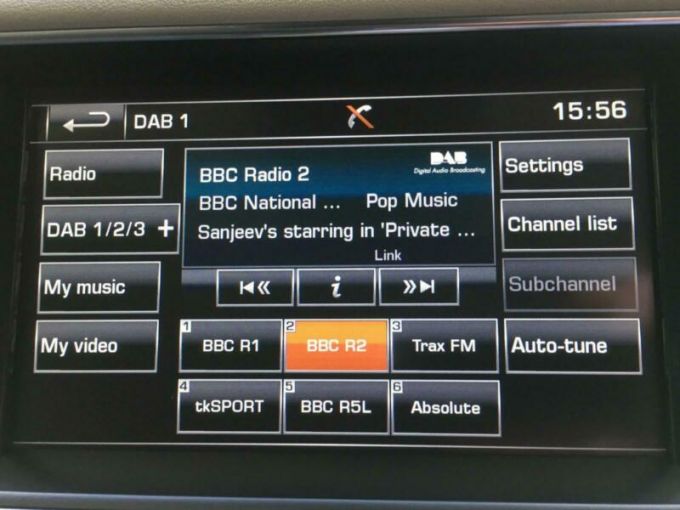 DAB 1
15:56
Radio
DAB 1/2/3 +
My music
My video
BBC Radio 2
DAB
Digital Audio Broadcasting
BBC National ... Pop Music
Sanjeev's starring in 'Private ...
Link
i
Settings
Channel list
Subchannel
Auto-tune
1 BBC R1
2 BBC R2
3 Trax FM
4 tkSPORT
5 BBC R5L
6 Absolute